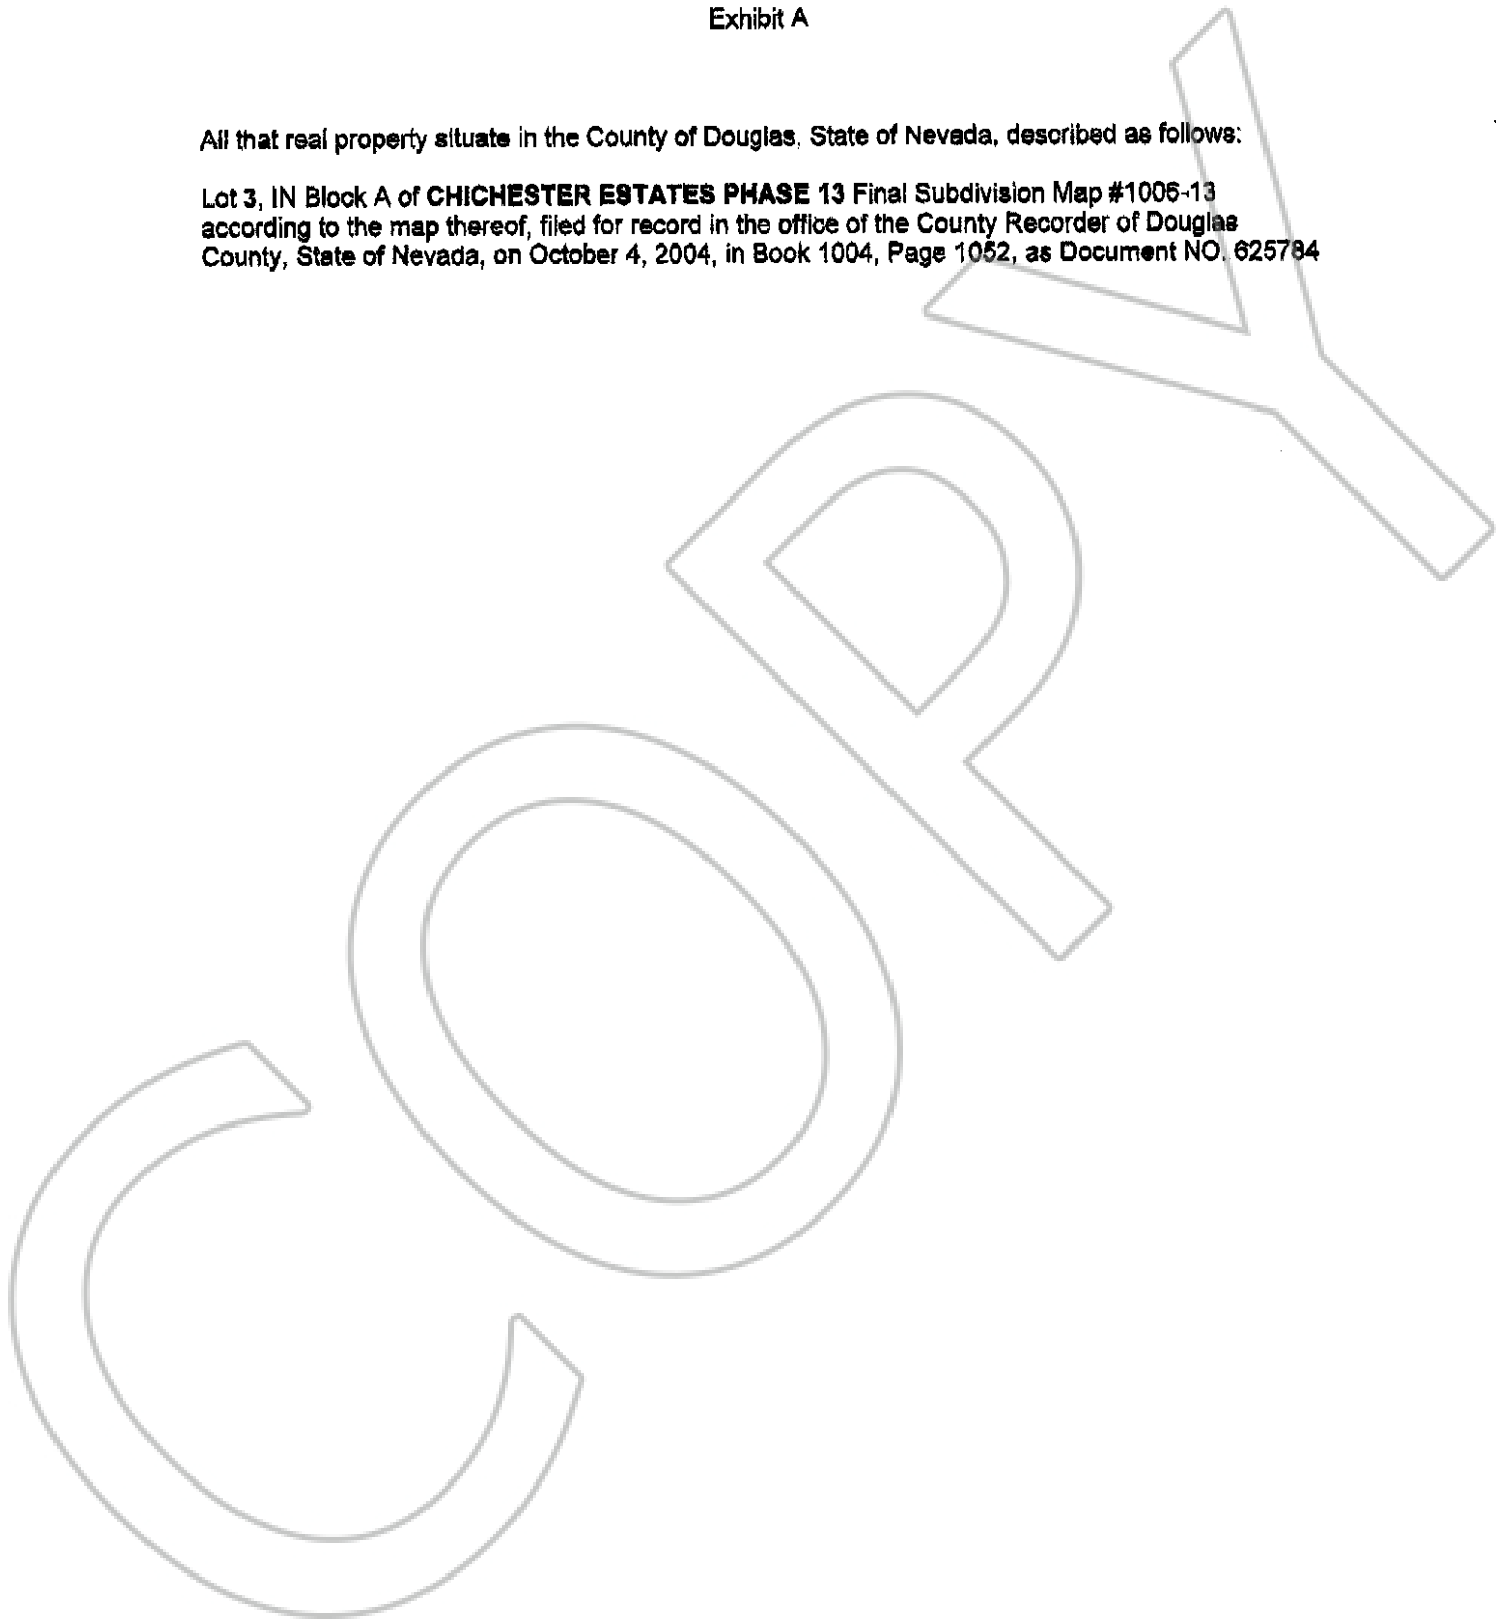 Exhibit A
All that real property situate in the County of Douglas, State of Nevada, described as follows:
Lot 3, IN Block A of CHICHESTER ESTATES PHASE 13 Final Subdivision Map #1006-13
according to the map thereof, filed for record in the office of the County Recorder of Douglas
County, State of Nevada, on October 4, 2004, in Book 1004, Page 1052, as Document NO. 625784
COPY